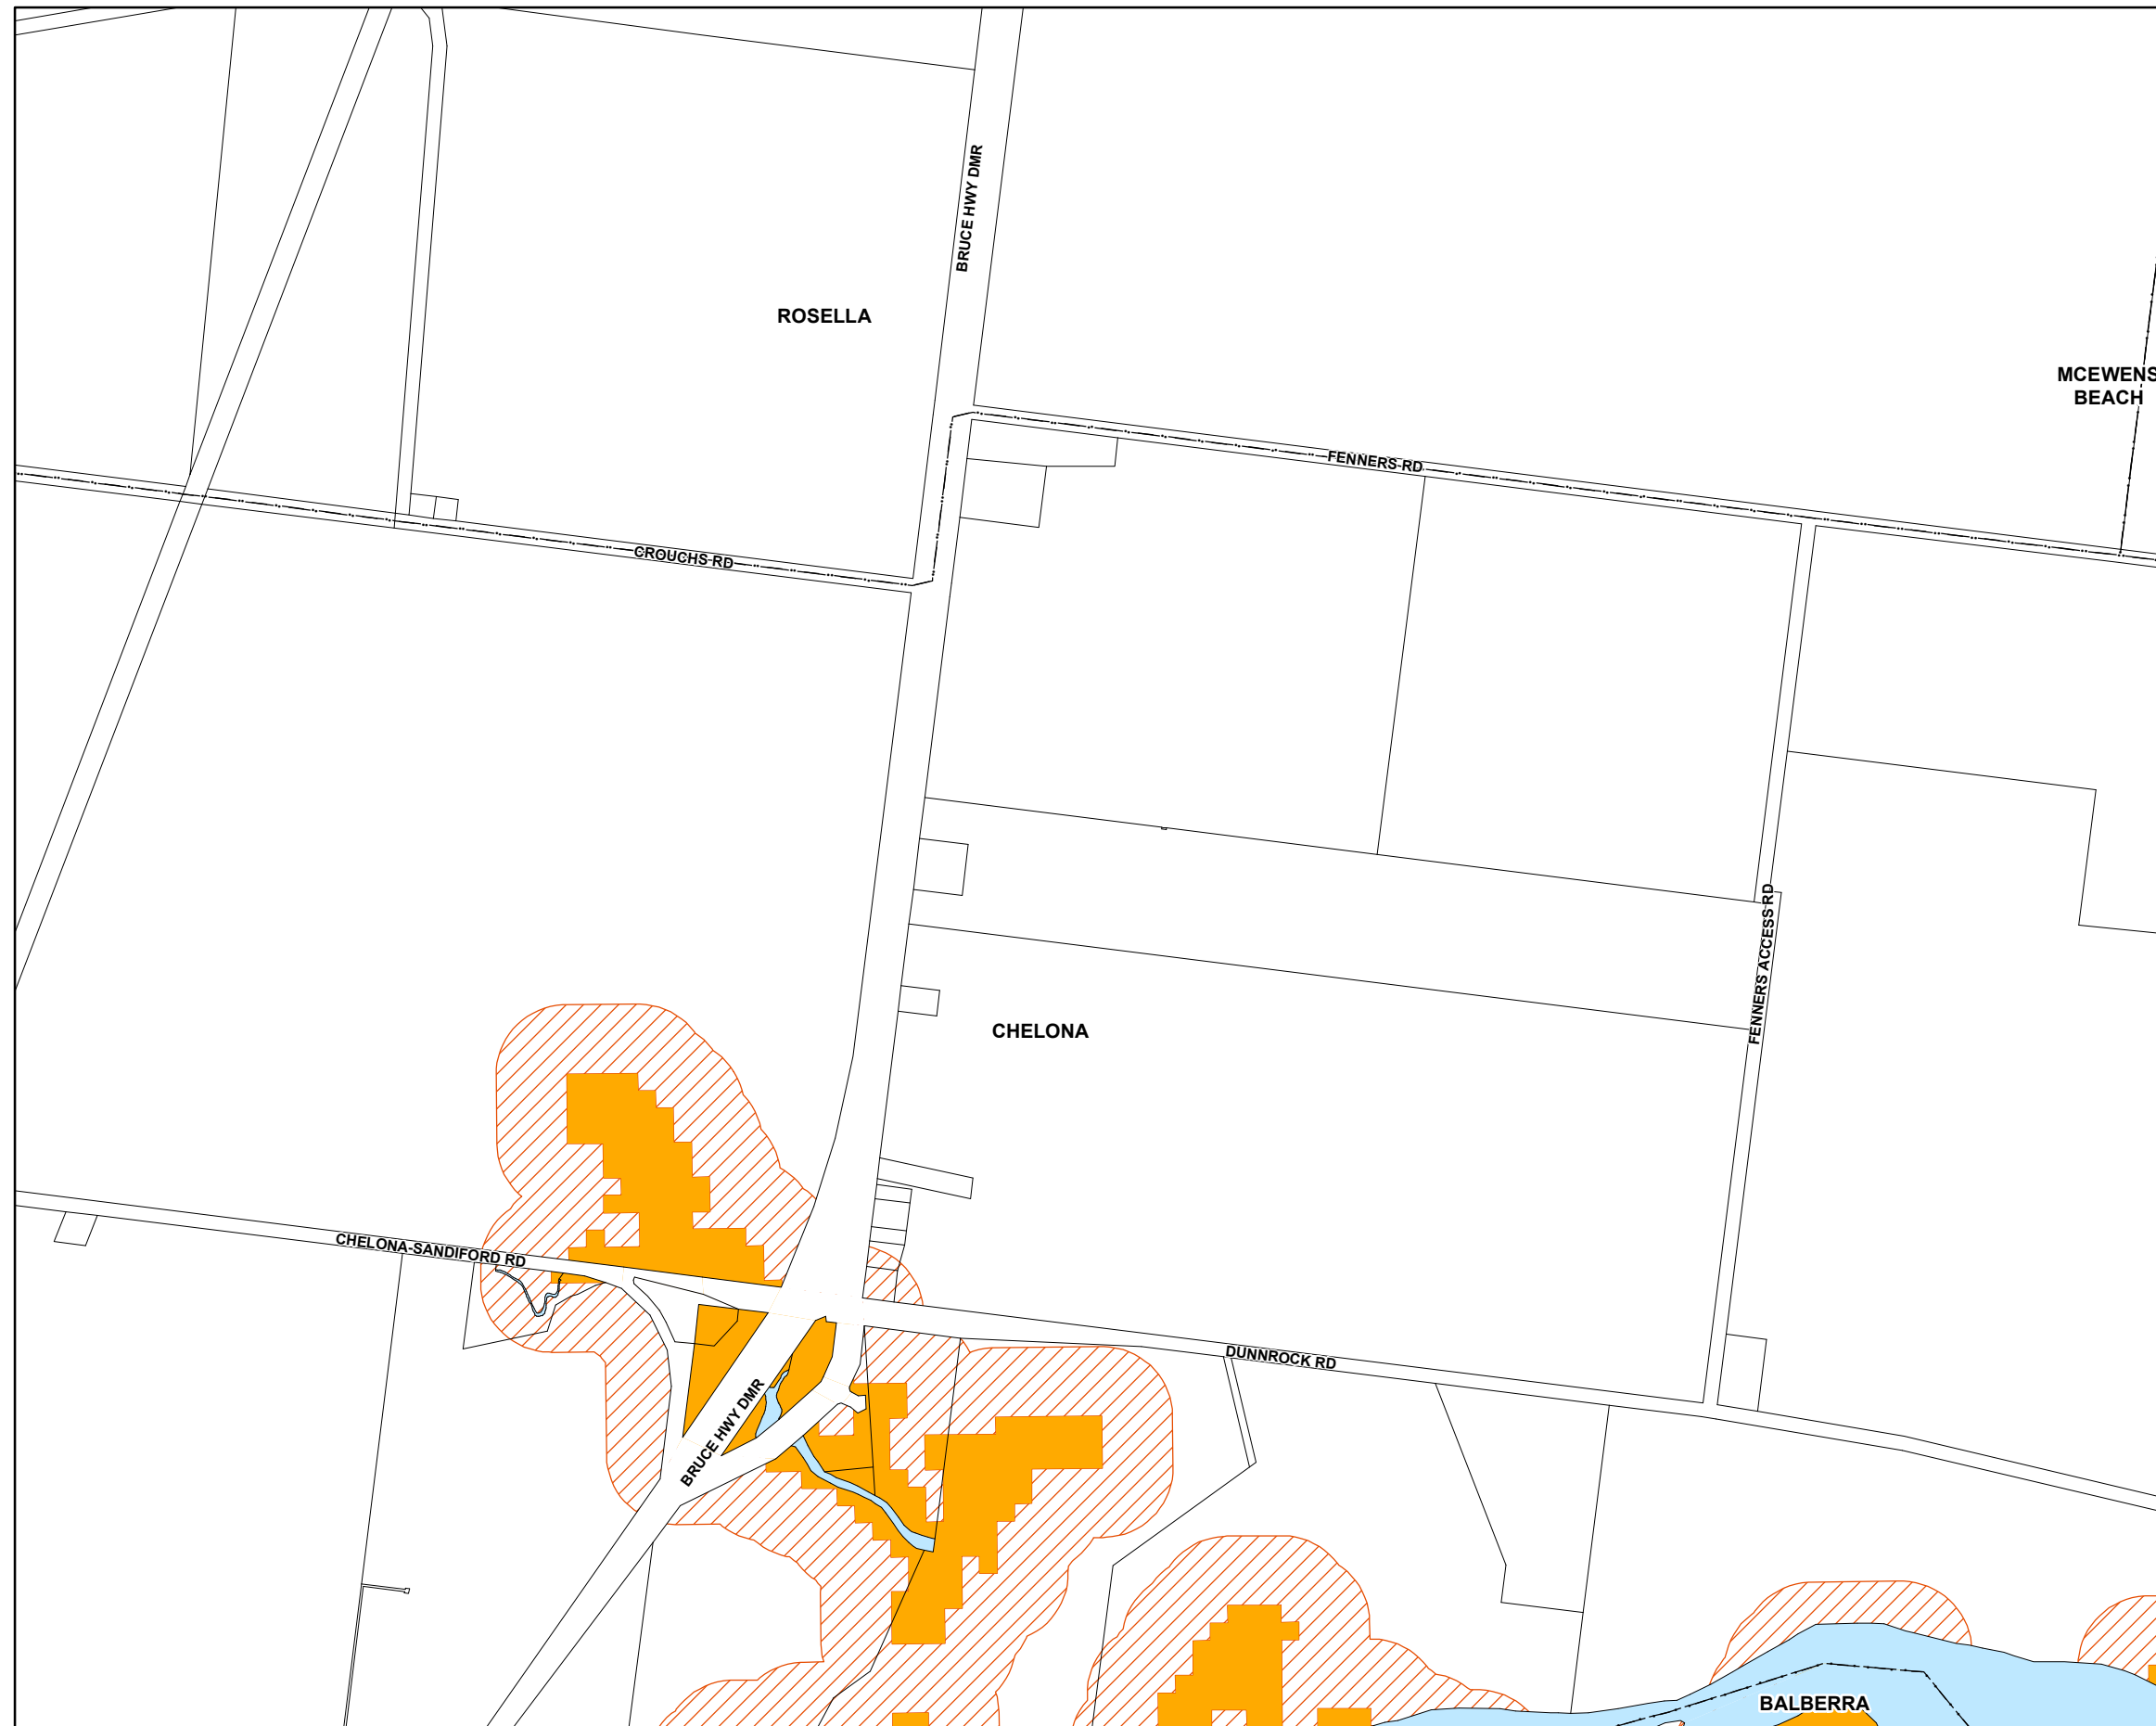 BRUCE HWY DMR
ROSELLA
MCEWENS
BEACH
FENNERS RD
CROUCHS RD
FENNERS ACCESS RD
CHELONA
CHELONA-SANDIFORD RD
DUNNROCK RD
BRUCE HWY DMR
BALBERRA